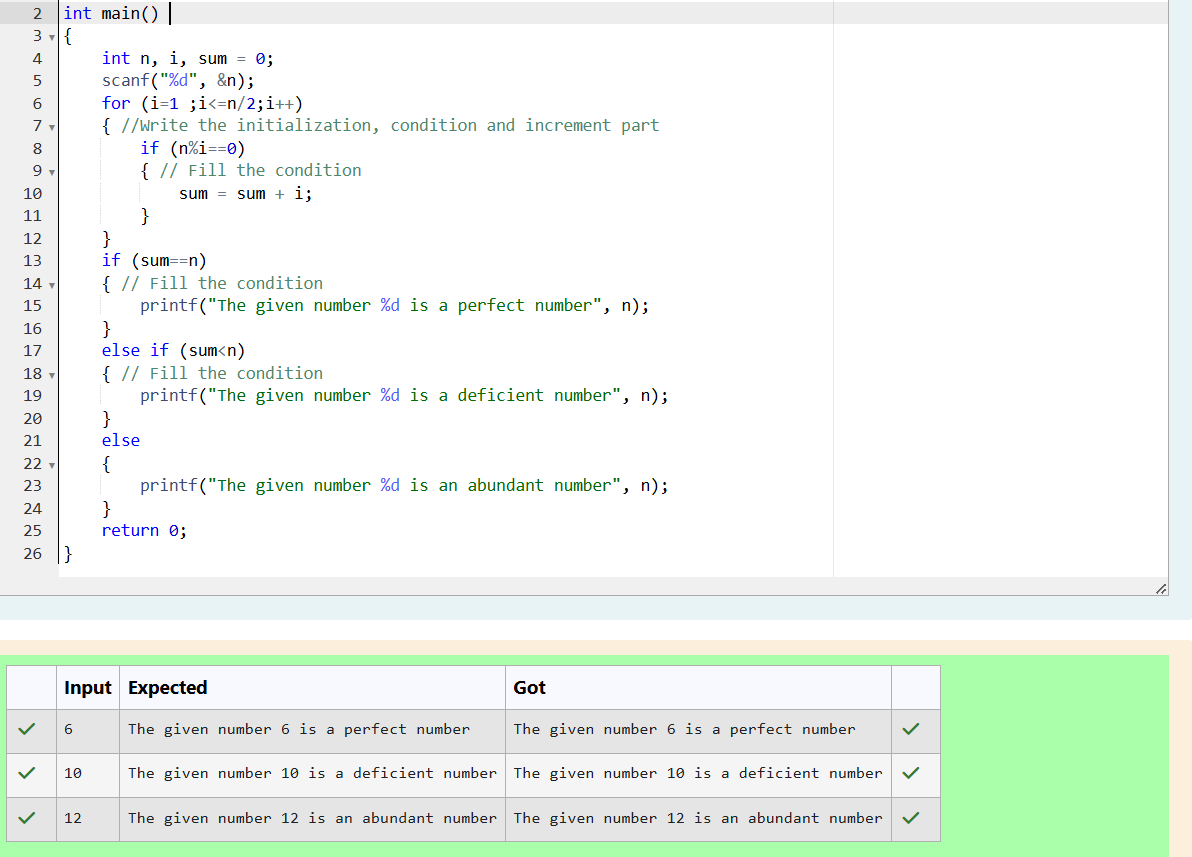 2 int main()
3 {
4     int n, i, sum = 0;
5     scanf("%d", &n);
6     for (i=1 ;i<=n/2;i++)
7     { //Write the initialization, condition and increment part
8         if (n%i==0)
9         { // Fill the condition
10             sum = sum + i;
11         }
12     }
13     if (sum==n)
14     { // Fill the condition
15         printf("The given number %d is a perfect number", n);
16     }
17     else if (sum<n)
18     { // Fill the condition
19         printf("The given number %d is a deficient number", n);
20     }
21     else
22     {
23         printf("The given number %d is an abundant number", n);
24     }
25     return 0;
26 }
Input Expected Got
6 The given number 6 is a perfect number The given number 6 is a perfect number
10 The given number 10 is a deficient number The given number 10 is a deficient number
12 The given number 12 is an abundant number The given number 12 is an abundant number